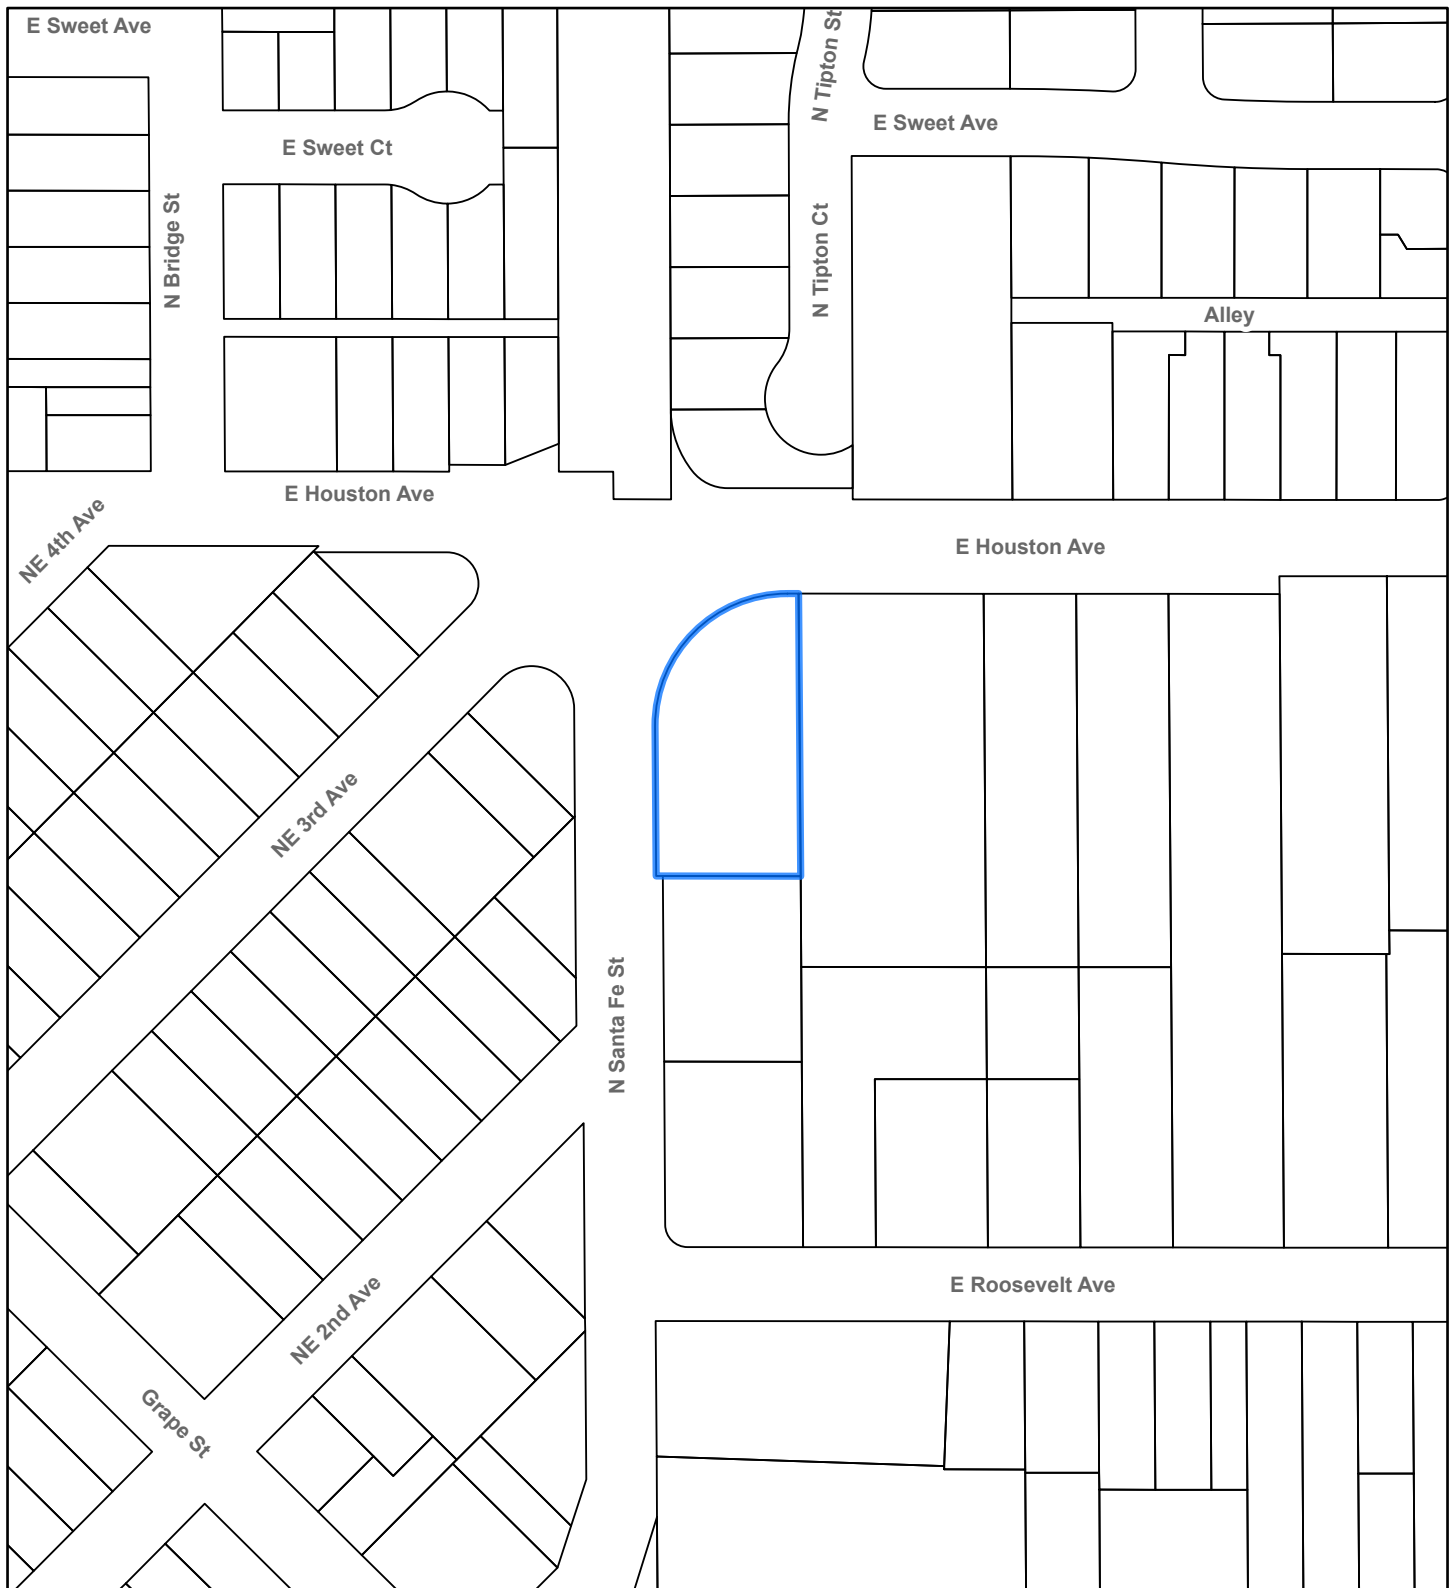 E Sweet Ave
N Tipton St
E Sweet Ave
E Sweet Ct
N Bridge St
N Tipton Ct
Alley
E Houston Ave
NE 4th Ave
E Houston Ave
NE 3rd Ave
N Santa Fe St
E Roosevelt Ave
NE 2nd Ave
Grape St